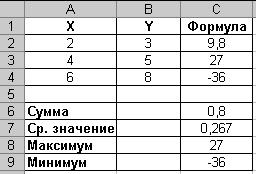 A B C
1 X Y Формула
2 2 3 9,8
3 4 5 27
4 6 8 -36
5
6 Сумма 0,8
7 Ср. значение 0,267
8 Максимум 27
9 Минимум -36